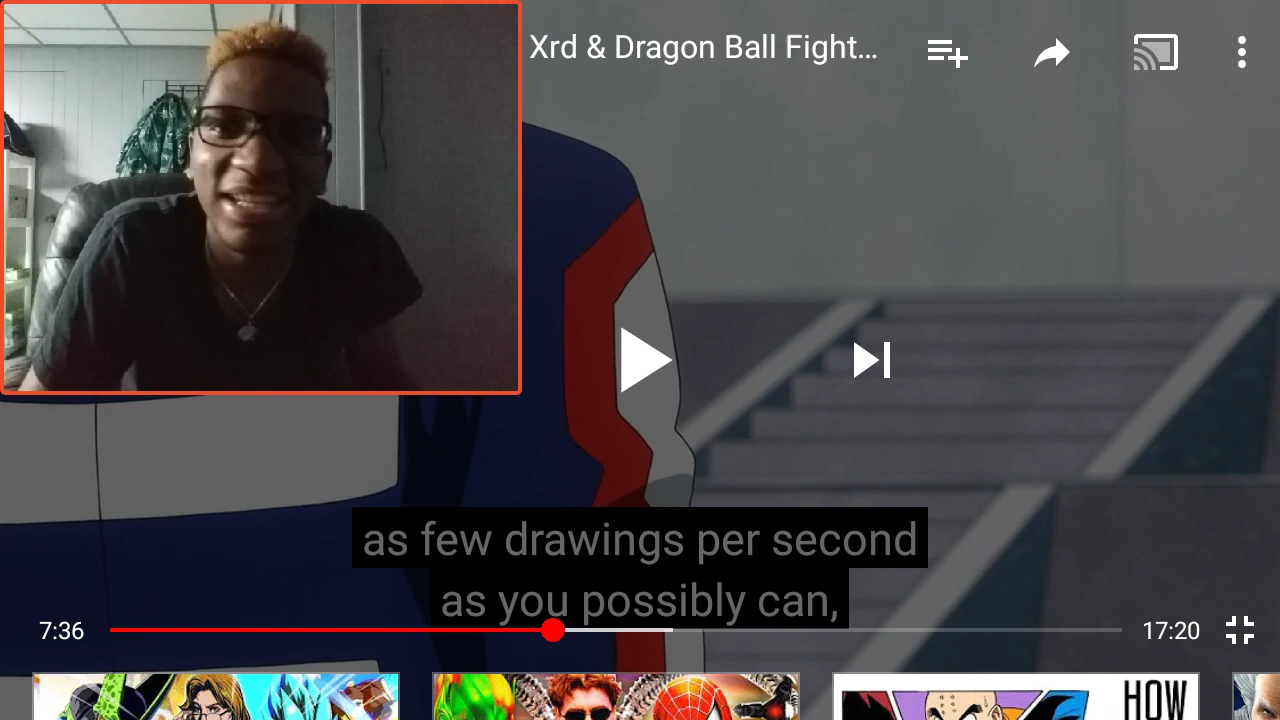 Xrd & Dragon Ball Fight…
as few drawings per second
as you possibly can,
7:36
17:20
HOW